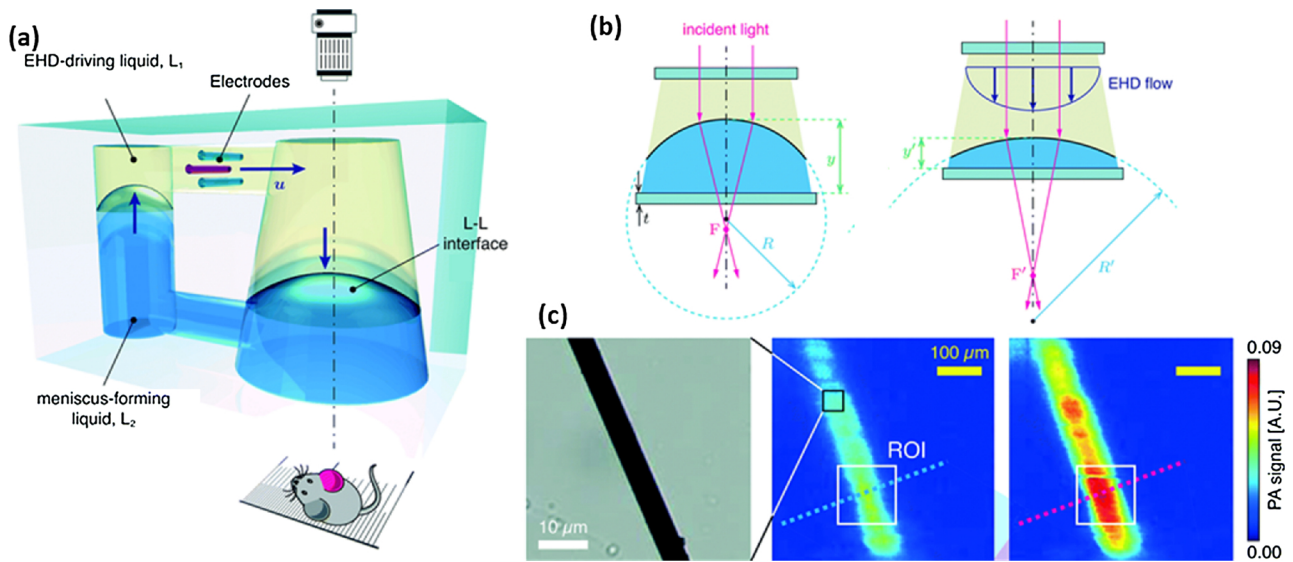 (a)
EHD-driving liquid, L₁
Electrodes
u
L-L
interface
meniscus-forming
liquid, L₂
(b)
incident light
EHD flow
y
y′
t
F
R
F′
R′
(c)
10 µm
100 µm
ROI
0.09
PA signal [A.U.]
0.00